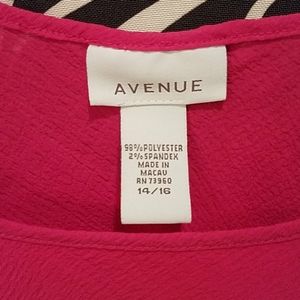 AVENUE
98%POLYESTER
2%SPANDEX
MADE IN
MACAU
RN 73960
14/16